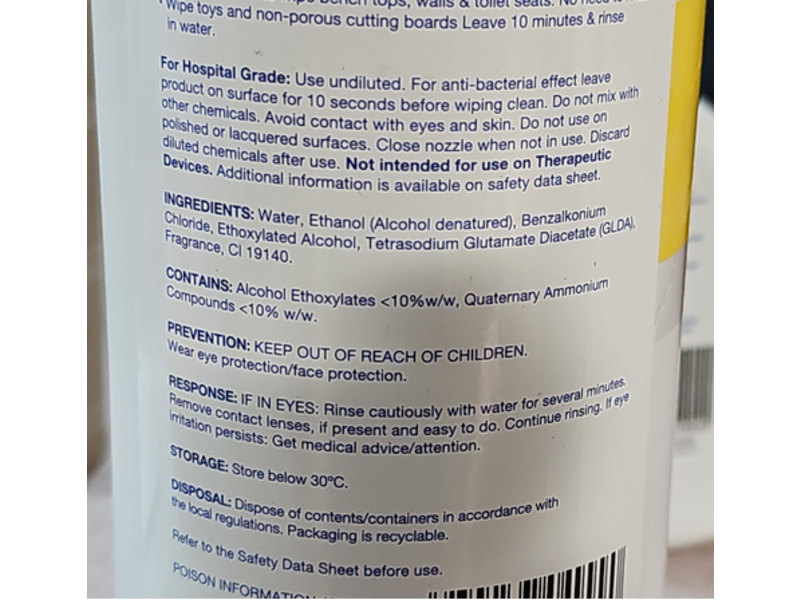 bench tops, walls & toilet seats. No need to
Wipe toys and non-porous cutting boards Leave 10 minutes & rinse
in water.
For Hospital Grade: Use undiluted. For anti-bacterial effect leave
product on surface for 10 seconds before wiping clean. Do not mix with
other chemicals. Avoid contact with eyes and skin. Do not use on
polished or lacquered surfaces. Close nozzle when not in use. Discard
diluted chemicals after use. Not intended for use on Therapeutic
Devices. Additional information is available on safety data sheet.
INGREDIENTS: Water, Ethanol (Alcohol denatured), Benzalkonium
Chloride, Ethoxylated Alcohol, Tetrasodium Glutamate Diacetate (GLDA),
Fragrance, CI 19140.
CONTAINS: Alcohol Ethoxylates <10%w/w, Quaternary Ammonium
Compounds <10% w/w.
PREVENTION: KEEP OUT OF REACH OF CHILDREN.
Wear eye protection/face protection.
RESPONSE: IF IN EYES: Rinse cautiously with water for several minutes.
Remove contact lenses, if present and easy to do. Continue rinsing. If eye
irritation persists: Get medical advice/attention.
STORAGE: Store below 30ºC.
DISPOSAL: Dispose of contents/containers in accordance with
the local regulations. Packaging is recyclable.
Refer to the Safety Data Sheet before use.
POISON INFORMATION